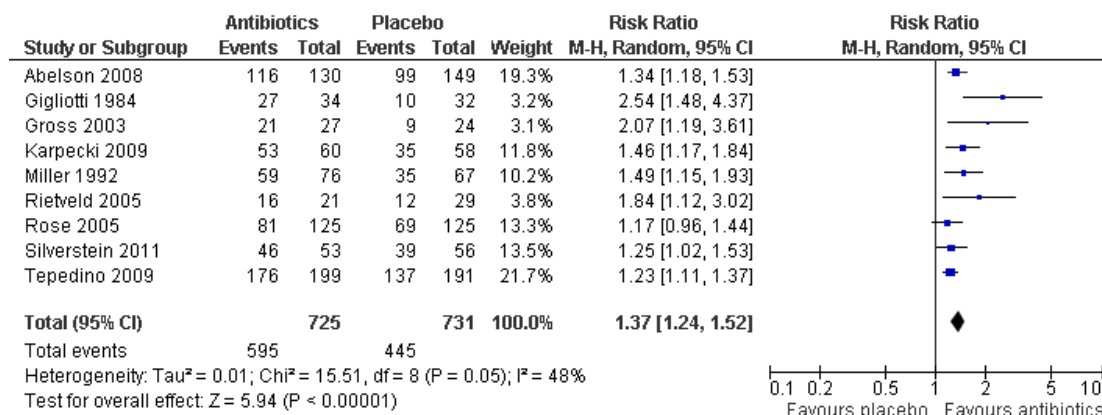 Antibiotics Placebo Risk Ratio Risk Ratio
Study or Subgroup Events Total Events Total Weight M-H, Random, 95% CI M-H, Random, 95% CI
Abelson 2008 116 130 99 149 19.3% 1.34 [1.18, 1.53]
Gigliotti 1984 27 34 10 32 3.2% 2.54 [1.48, 4.37]
Gross 2003 21 27 9 24 3.1% 2.07 [1.19, 3.61]
Karpecki 2009 53 60 35 58 11.8% 1.46 [1.17, 1.84]
Miller 1992 59 76 35 67 10.2% 1.49 [1.15, 1.93]
Rietveld 2005 16 21 12 29 3.8% 1.84 [1.12, 3.02]
Rose 2005 81 125 69 125 13.3% 1.17 [0.96, 1.44]
Silverstein 2011 46 53 39 56 13.5% 1.25 [1.02, 1.53]
Tepedino 2009 176 199 137 191 21.7% 1.23 [1.11, 1.37]
Total (95% CI) 725 731 100.0% 1.37 [1.24, 1.52]
Total events 595 445
Heterogeneity: Tau² = 0.01; Chi² = 15.51, df = 8 (P = 0.05); I² = 48%
Test for overall effect: Z = 5.94 (P < 0.00001)
0.1 0.2 0.5 1 2 5 10
Favours placebo Favours antibiotics